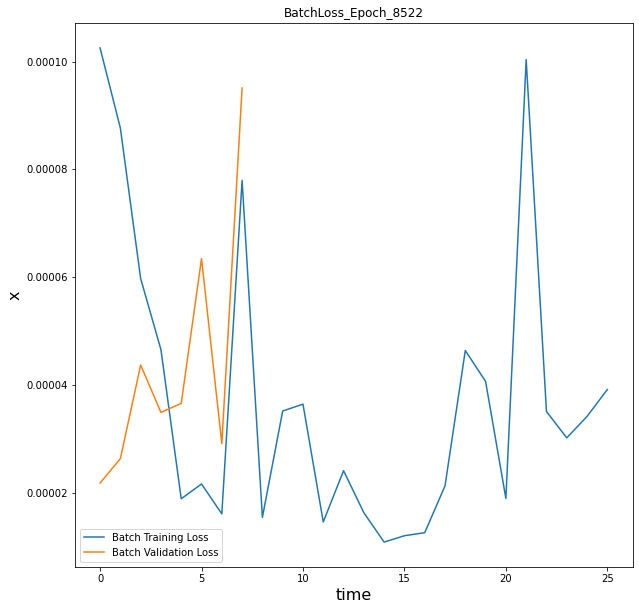 BatchLoss_Epoch_8522
0.00010
0.00008
0.00006
0.00004
0.00002
x
Batch Training Loss
Batch Validation Loss
0 5 10 15 20 25
time